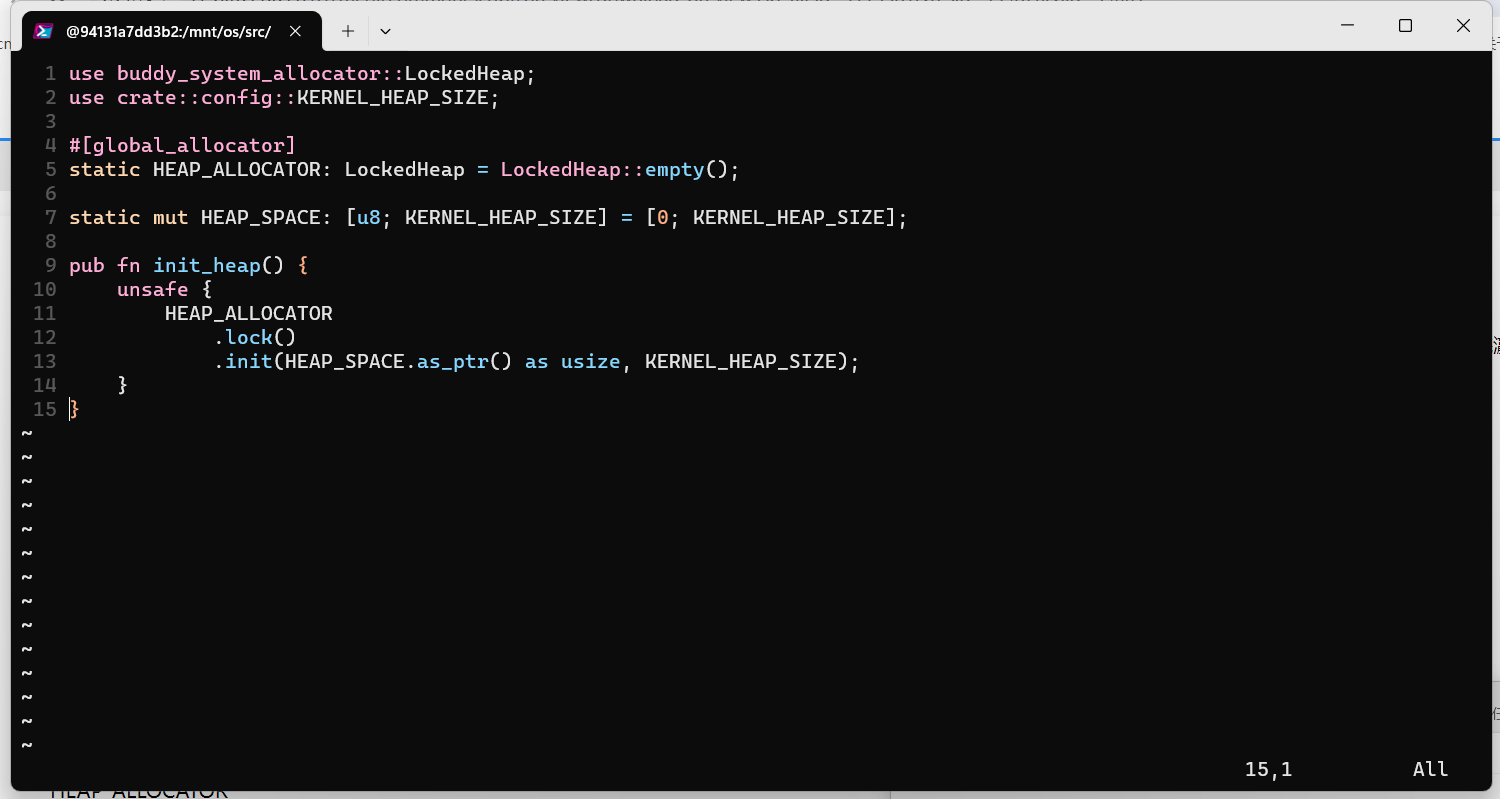 @94131a7dd3b2:/mnt/os/src/
1 use buddy_system_allocator::LockedHeap;
2 use crate::config::KERNEL_HEAP_SIZE;
3
4 #[global_allocator]
5 static HEAP_ALLOCATOR: LockedHeap = LockedHeap::empty();
6
7 static mut HEAP_SPACE: [u8; KERNEL_HEAP_SIZE] = [0; KERNEL_HEAP_SIZE];
8
9 pub fn init_heap() {
10     unsafe {
11         HEAP_ALLOCATOR
12             .lock()
13             .init(HEAP_SPACE.as_ptr() as usize, KERNEL_HEAP_SIZE);
14     }
15 }
~
~
~
~
~
~
~
~
~
~
~
~
~
~
15,1 All
HEAP_ALLOCATOR